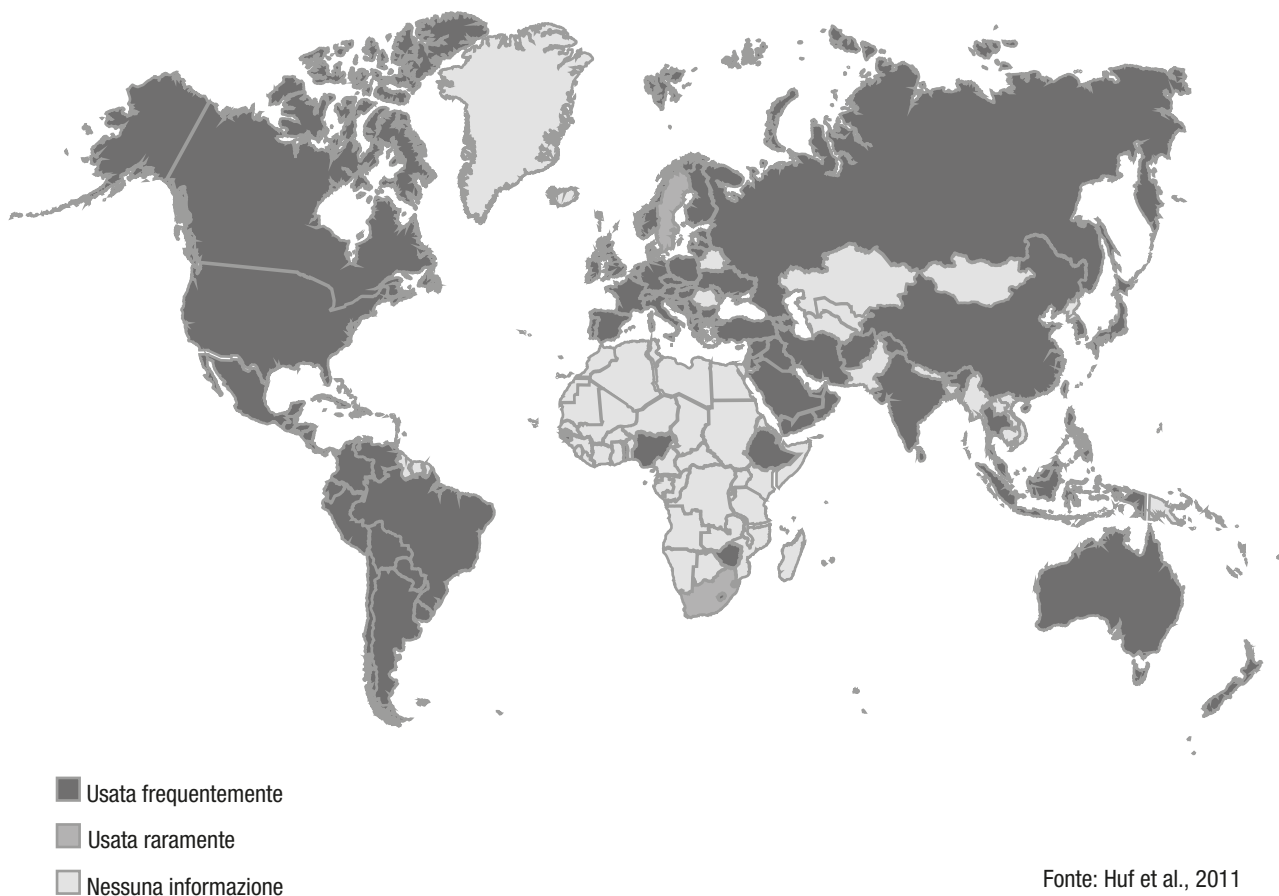 Usata frequentemente
Usata raramente
Nessuna informazione
Fonte: Huf et al., 2011